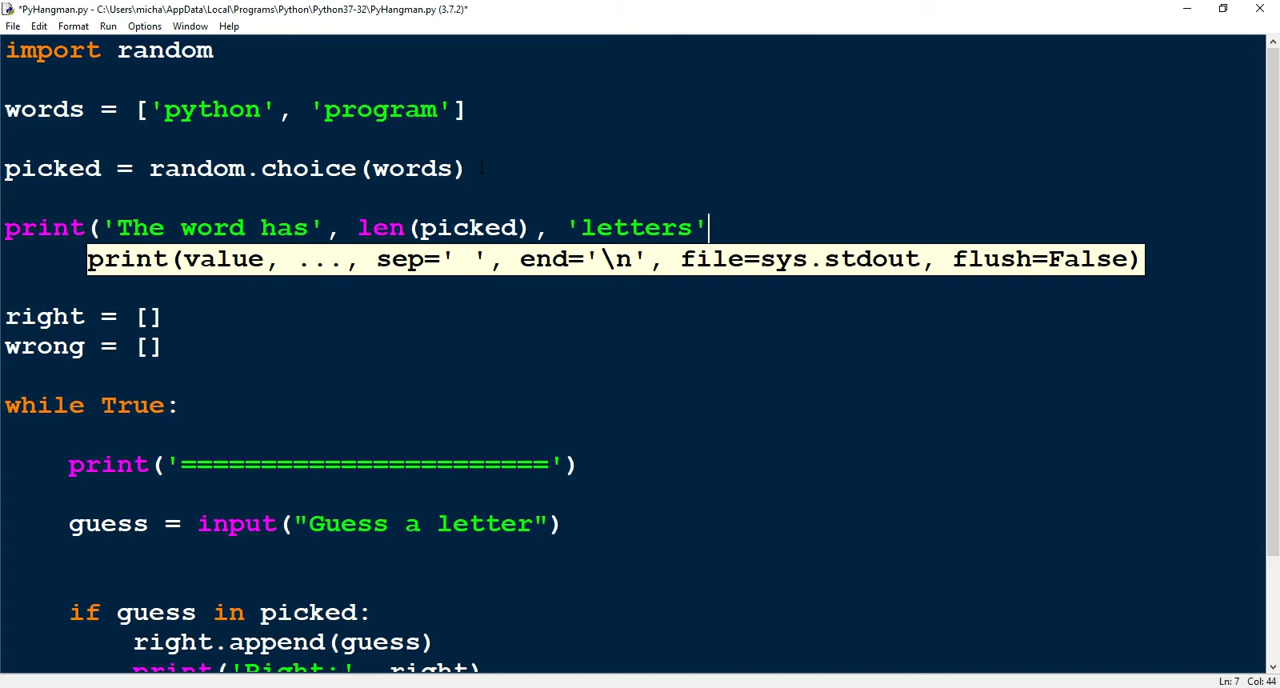 *PyHangman.py - C:\Users\micha\AppData\Local\Programs\Python\Python37-32\PyHangman.py (3.7.2)*
File Edit Format Run Options Window Help
import random
words = ['python', 'program']
picked = random.choice(words)
print('The word has', len(picked), 'letters'
print(value, ..., sep=' ', end='\n', file=sys.stdout, flush=False)
right = []
wrong = []
while True:
print('=======================')
guess = input("Guess a letter")
if guess in picked:
right.append(guess)
print('Right:', right)
Ln: 7 Col: 44